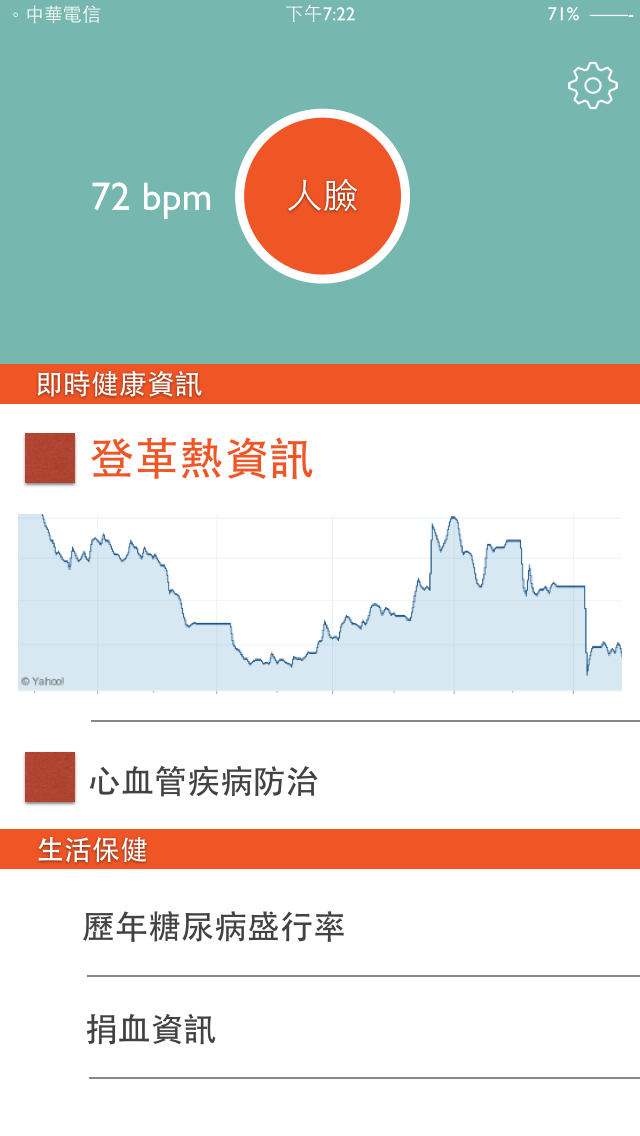 中華電信 下午7:22 71%
72 bpm 人臉
即時健康資訊
登革熱資訊
© Yahoo!
心血管疾病防治
生活保健
歷年糖尿病盛行率
捐血資訊